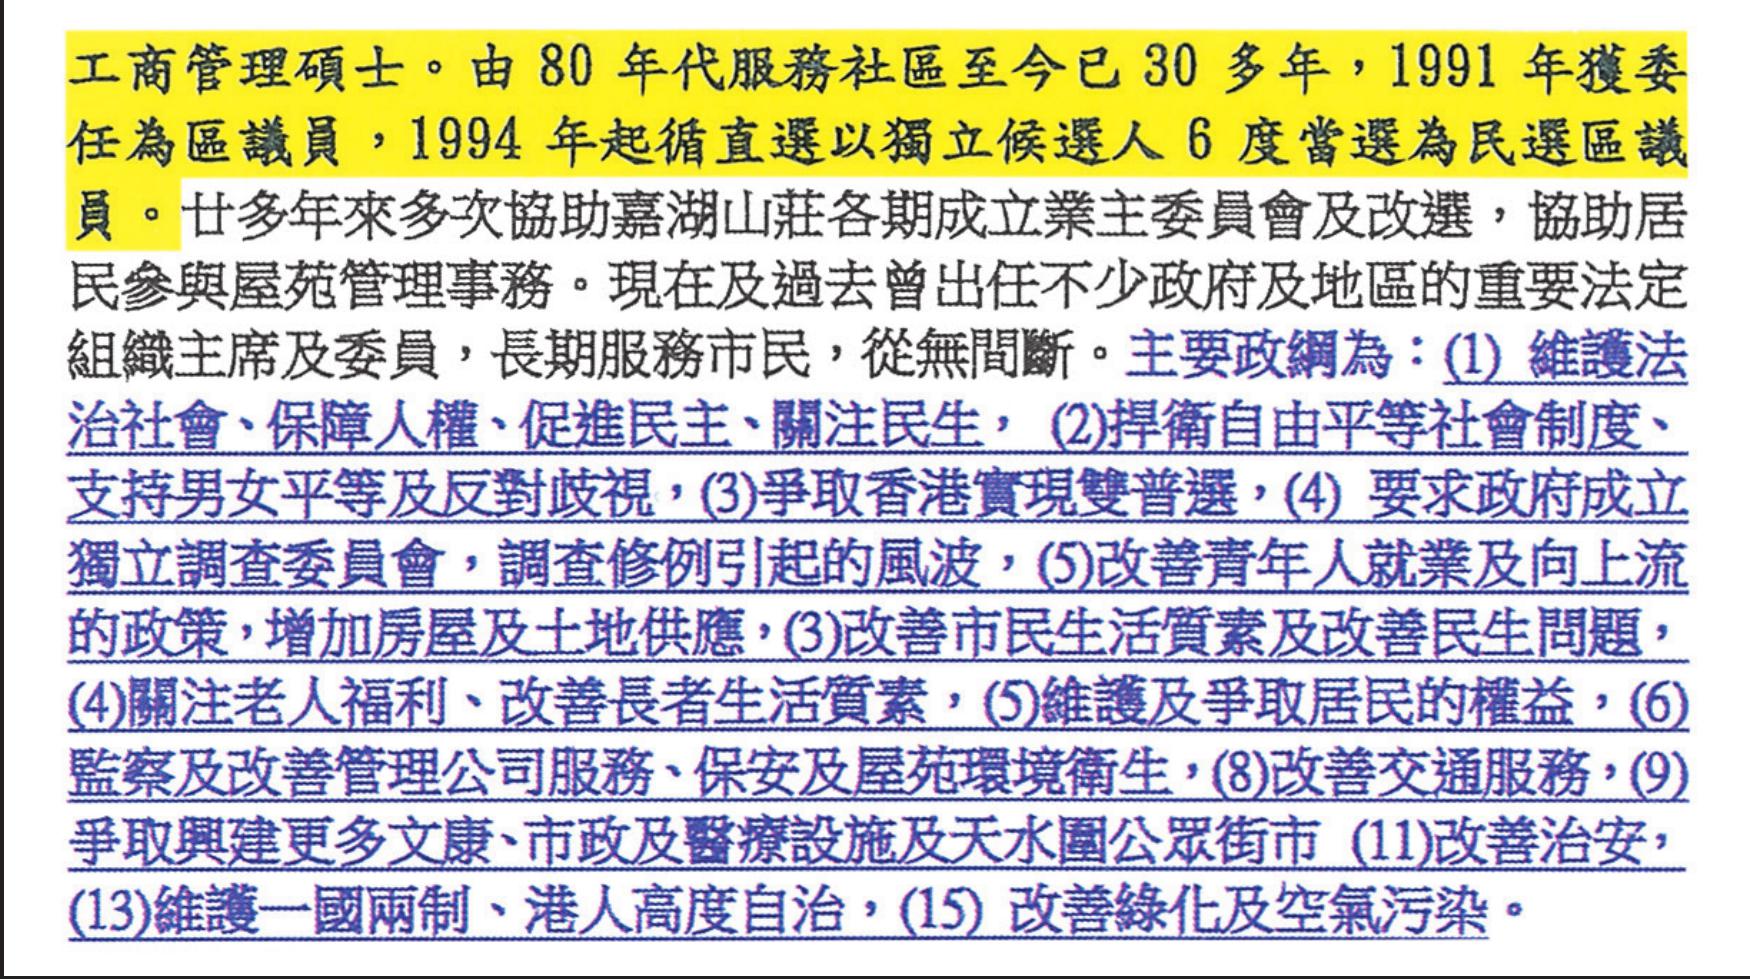 工商管理碩士。由 80 年代服務社區至今已 30 多年，1991 年獲委
任為區議員，1994 年起循直選以獨立候選人 6 度當選為民選區議
員。廿多年來多次協助嘉湖山莊各期成立業主委員會及改選，協助居
民參與屋苑管理事務。現在及過去曾出任不少政府及地區的重要法定
組織主席及委員，長期服務市民，從無間斷。主要政綱為：(1) 維護法
治社會、保障人權、促進民主、關注民生， (2)捍衛自由平等社會制度、
支持男女平等及反對歧視，(3)爭取香港實現雙普選，(4) 要求政府成立
獨立調查委員會，調查修例引起的風波，(5)改善青年人就業及向上流
的政策，增加房屋及土地供應，(3)改善市民生活質素及改善民生問題，
(4)關注老人福利、改善長者生活質素，(5)維護及爭取居民的權益，(6)
監察及改善管理公司服務、保安及屋苑環境衛生，(8)改善交通服務，(9)
爭取興建更多文康、市政及醫療設施及天水圍公眾街市 (11)改善治安，
(13)維護一國兩制、港人高度自治，(15) 改善綠化及空氣污染。